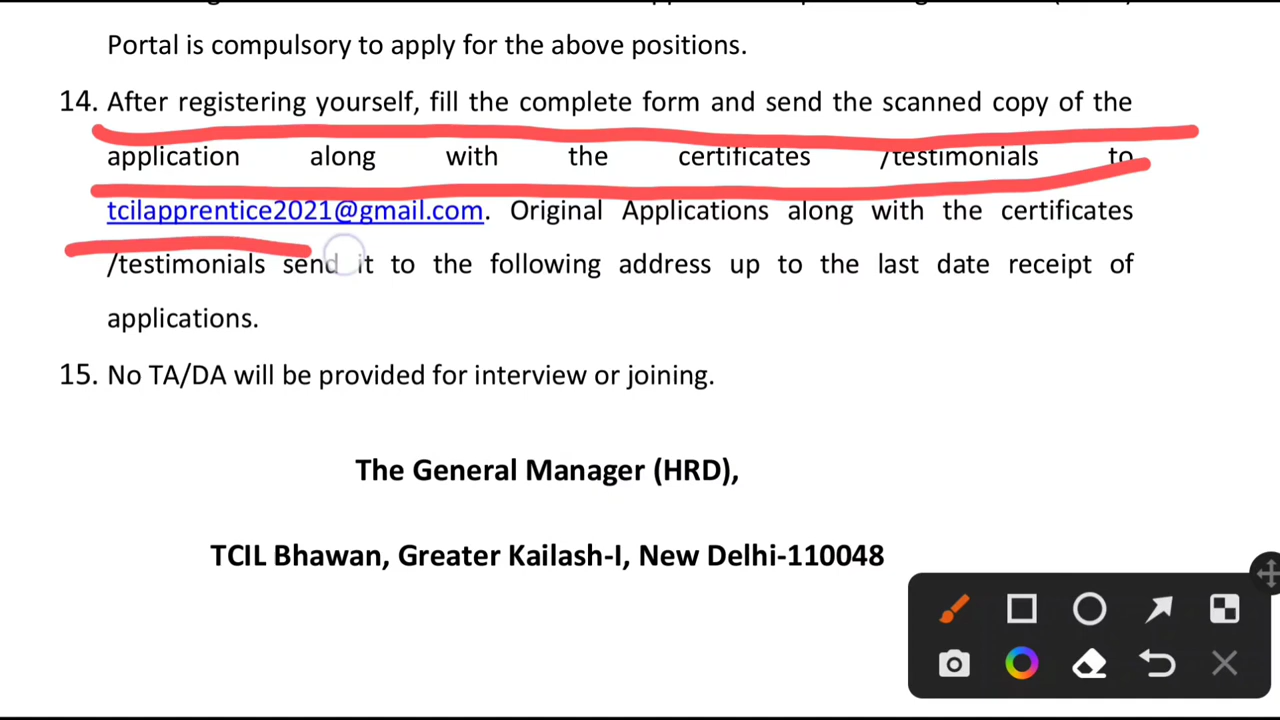 Portal is compulsory to apply for the above positions.
14. After registering yourself, fill the complete form and send the scanned copy of the
application along with the certificates /testimonials to
tcilapprentice2021@gmail.com. Original Applications along with the certificates
/testimonials send it to the following address up to the last date receipt of
applications.
15. No TA/DA will be provided for interview or joining.
The General Manager (HRD),
TCIL Bhawan, Greater Kailash-I, New Delhi-110048